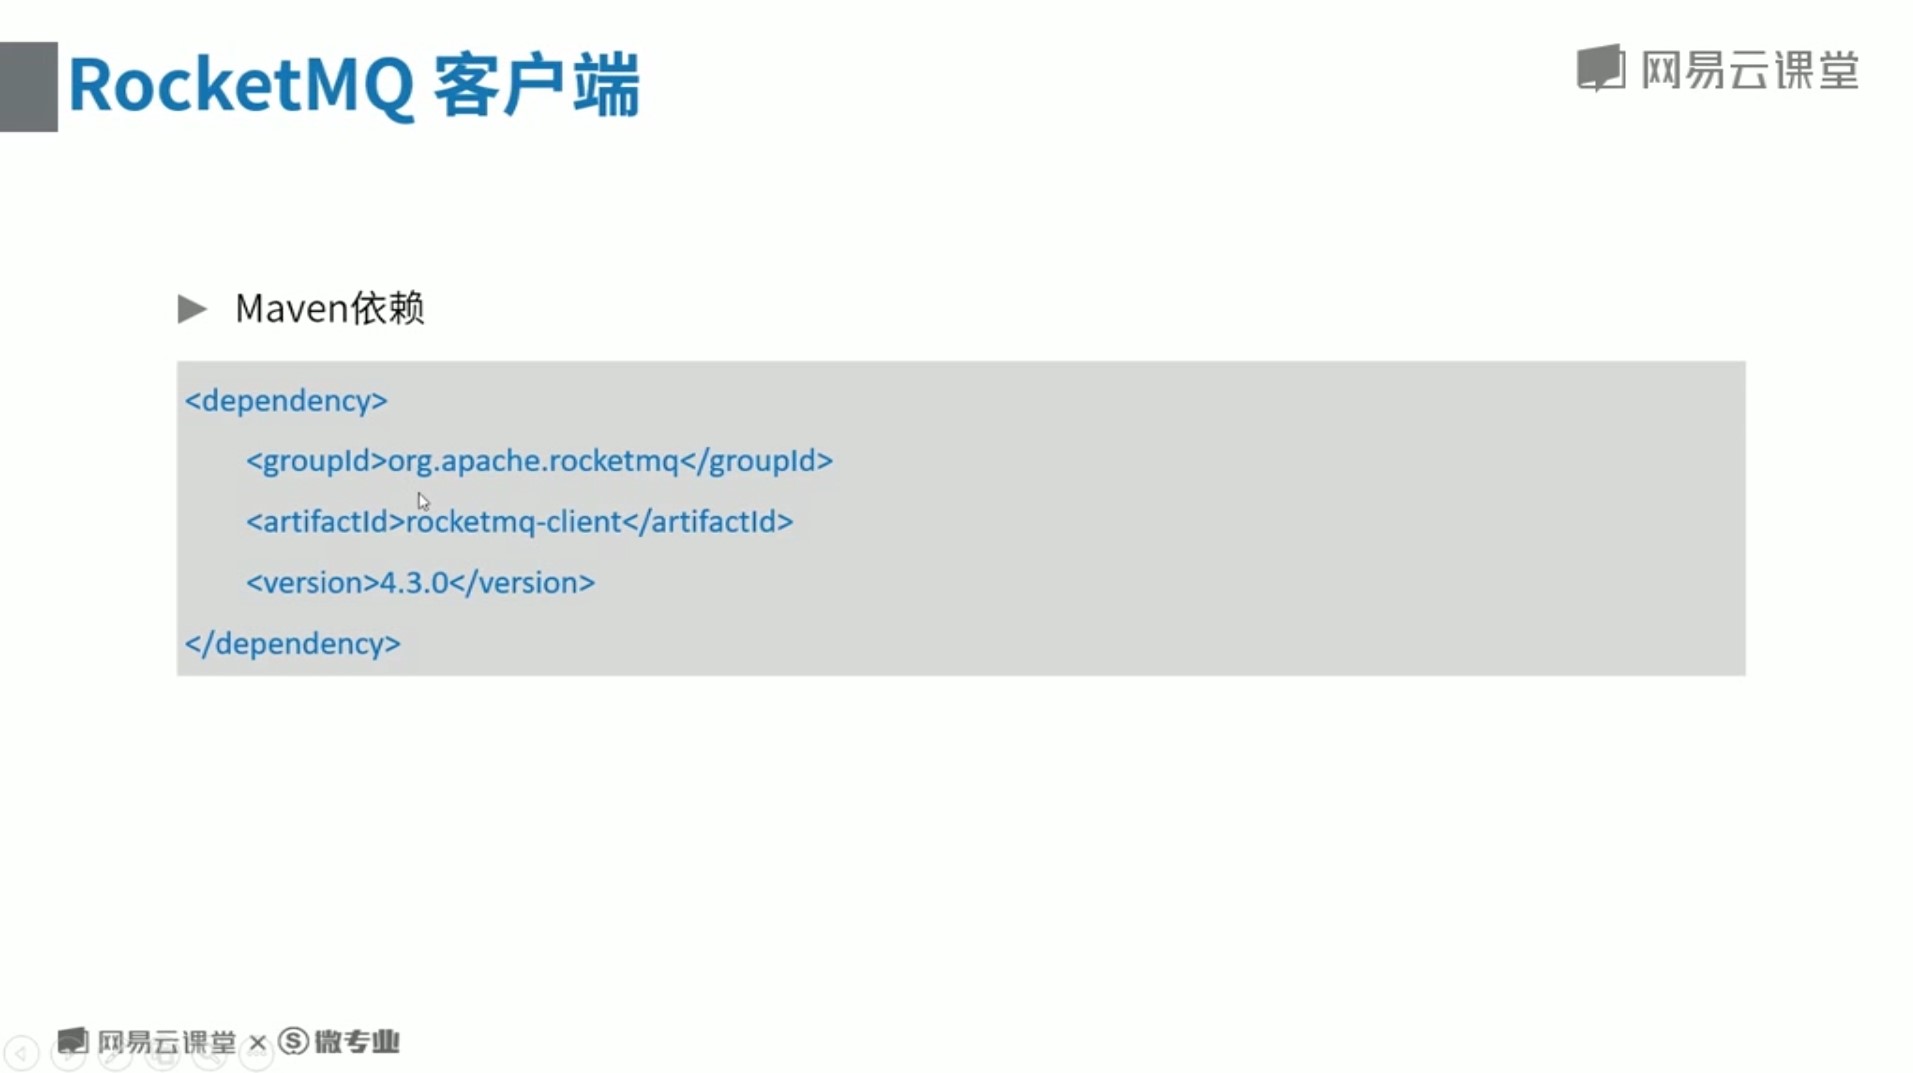 RocketMQ 客户端
网易云课堂
Maven依赖
<dependency>
<groupId>org.apache.rocketmq</groupId>
<artifactId>rocketmq-client</artifactId>
<version>4.3.0</version>
</dependency>
网易云课堂 × 微专业